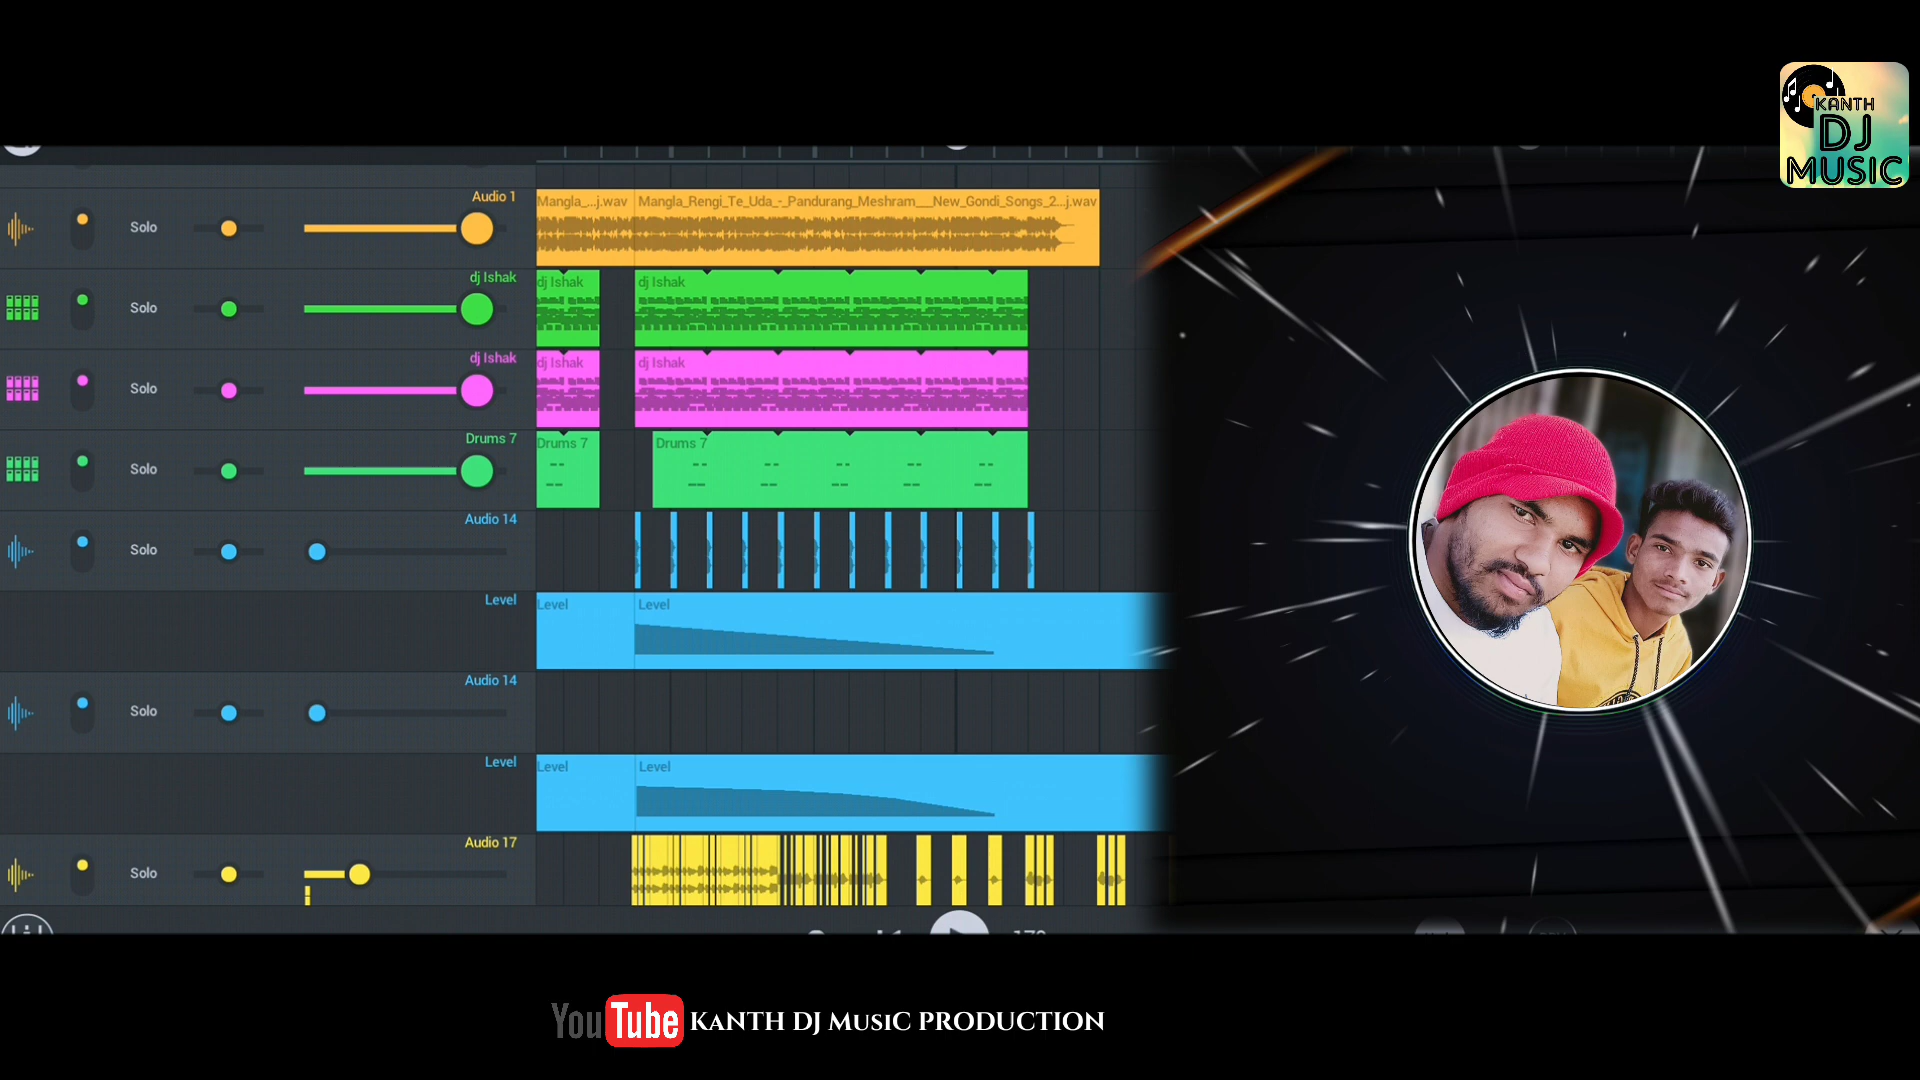 KANTH
DJ
MUSIC
Audio 1
Mangla_...j.wav
Mangla_Rengi_Te_Uda_-_Pandurang_Meshram___New_Gondi_Songs_2...j.wav
Solo
dj Ishak
dj Ishak
dj Ishak
Solo
dj Ishak
dj Ishak
dj Ishak
Solo
Drums 7
Drums 7
Drums 7
Solo
Audio 14
Solo
Level
Level
Level
Audio 14
Solo
Level
Level
Level
Audio 17
Solo
YouTube KANTH DJ MusiC PRODUCTION